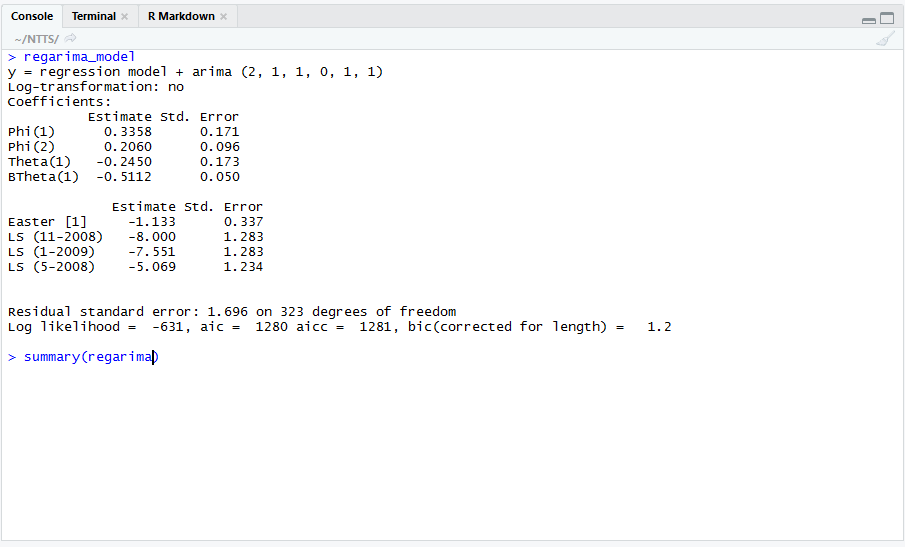 Console Terminal × R Markdown ×
~/NTTS/
> regarima_model
y = regression model + arima (2, 1, 1, 0, 1, 1)
Log-transformation: no
Coefficients:
          Estimate Std. Error
Phi(1)      0.3358      0.171
Phi(2)      0.2060      0.096
Theta(1)   -0.2450      0.173
BTheta(1)  -0.5112      0.050
             Estimate Std. Error
Easter [1]     -1.133      0.337
LS (11-2008)   -8.000      1.283
LS (1-2009)    -7.551      1.283
LS (5-2008)    -5.069      1.234
Residual standard error: 1.696 on 323 degrees of freedom
Log likelihood =  -631, aic =  1280 aicc =  1281, bic(corrected for length) =   1.2
> summary(regarima)